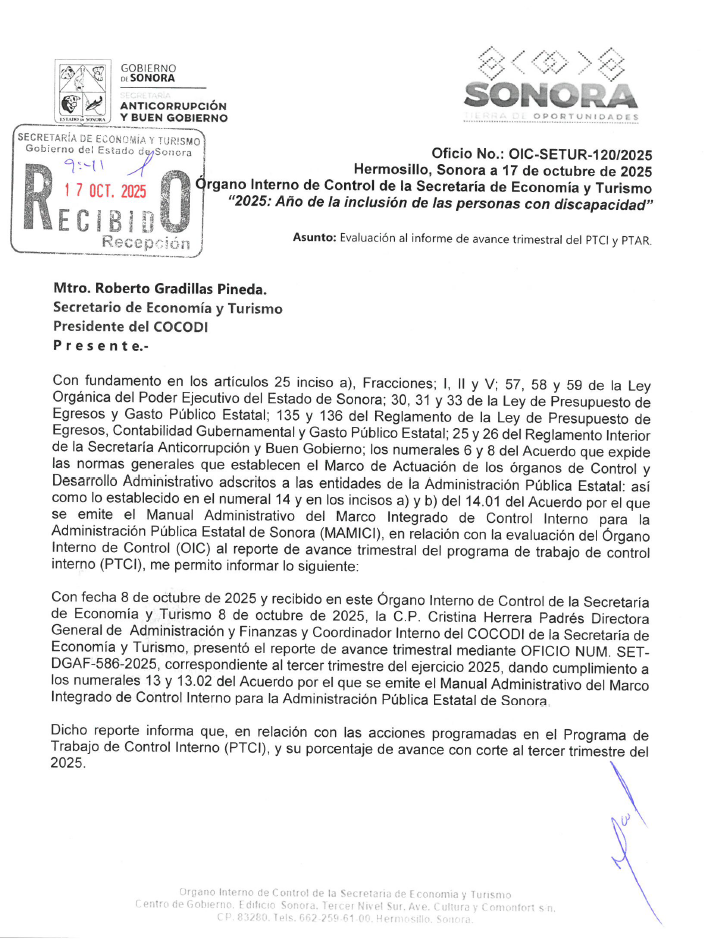 GOBIERNO
DE SONORA
SECRETARÍA
ANTICORRUPCIÓN
Y BUEN GOBIERNO
ESTADO DE SONORA
SONORA
TIERRA DE OPORTUNIDADES
SECRETARÍA DE ECONOMIA Y TURISMO
Gobierno del Estado de Sonora
9:11
17 OCT. 2025
RECIBIDO
Recepción
Oficio No.: OIC-SETUR-120/2025
Hermosillo, Sonora a 17 de octubre de 2025
Órgano Interno de Control de la Secretaría de Economía y Turismo
“2025: Año de la inclusión de las personas con discapacidad”
Asunto: Evaluación al informe de avance trimestral del PTCI y PTAR.
Mtro. Roberto Gradillas Pineda.
Secretario de Economía y Turismo
Presidente del COCODI
P r e s e n t e.-
Con fundamento en los artículos 25 inciso a), Fracciones; I, II y V; 57, 58 y 59 de la Ley
Orgánica del Poder Ejecutivo del Estado de Sonora; 30, 31 y 33 de la Ley de Presupuesto de
Egresos y Gasto Público Estatal; 135 y 136 del Reglamento de la Ley de Presupuesto de
Egresos, Contabilidad Gubernamental y Gasto Público Estatal; 25 y 26 del Reglamento Interior
de la Secretaría Anticorrupción y Buen Gobierno; los numerales 6 y 8 del Acuerdo que expide
las normas generales que establecen el Marco de Actuación de los órganos de Control y
Desarrollo Administrativo adscritos a las entidades de la Administración Pública Estatal: así
como lo establecido en el numeral 14 y en los incisos a) y b) del 14.01 del Acuerdo por el que
se emite el Manual Administrativo del Marco Integrado de Control Interno para la
Administración Pública Estatal de Sonora (MAMICI), en relación con la evaluación del Órgano
Interno de Control (OIC) al reporte de avance trimestral del programa de trabajo de control
interno (PTCI), me permito informar lo siguiente:
Con fecha 8 de octubre de 2025 y recibido en este Órgano Interno de Control de la Secretaría
de Economía y Turismo 8 de octubre de 2025, la C.P. Cristina Herrera Padrés Directora
General de Administración y Finanzas y Coordinador Interno del COCODI de la Secretaría de
Economía y Turismo, presentó el reporte de avance trimestral mediante OFICIO NUM. SET-
DGAF-586-2025, correspondiente al tercer trimestre del ejercicio 2025, dando cumplimiento a
los numerales 13 y 13.02 del Acuerdo por el que se emite el Manual Administrativo del Marco
Integrado de Control Interno para la Administración Pública Estatal de Sonora.
Dicho reporte informa que, en relación con las acciones programadas en el Programa de
Trabajo de Control Interno (PTCI), y su porcentaje de avance con corte al tercer trimestre del
2025.
Organo Interno de Control de la Secretaria de Economia y Turismo
Centro de Gobierno, Edificio Sonora, Tercer Nivel Sur, Ave. Cultura y Comonfort s/n,
CP. 83280, Tels. 662-259-61-00, Hermosillo, Sonora.